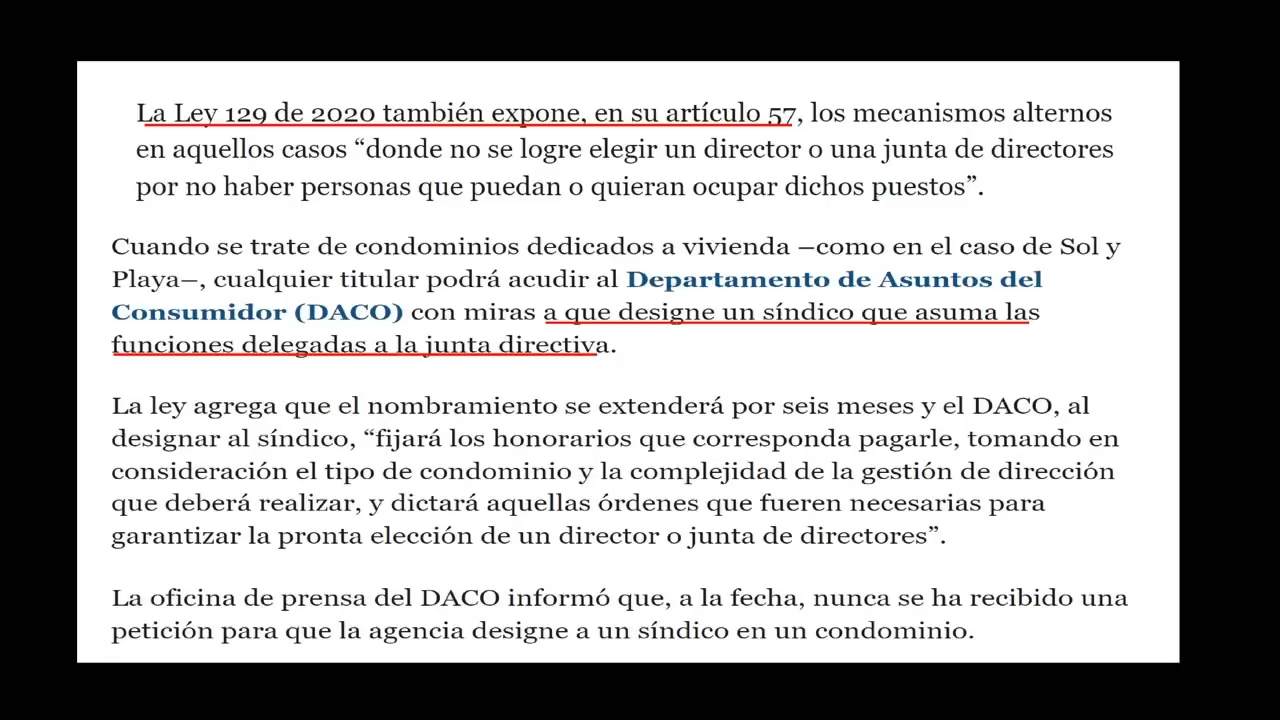 La Ley 129 de 2020 también expone, en su artículo 57, los mecanismos alternos
en aquellos casos “donde no se logre elegir un director o una junta de directores
por no haber personas que puedan o quieran ocupar dichos puestos”.
Cuando se trate de condominios dedicados a vivienda –como en el caso de Sol y
Playa–, cualquier titular podrá acudir al Departamento de Asuntos del
Consumidor (DACO) con miras a que designe un síndico que asuma las
funciones delegadas a la junta directiva.
La ley agrega que el nombramiento se extenderá por seis meses y el DACO, al
designar al síndico, “fijará los honorarios que corresponda pagarle, tomando en
consideración el tipo de condominio y la complejidad de la gestión de dirección
que deberá realizar, y dictará aquellas órdenes que fueren necesarias para
garantizar la pronta elección de un director o junta de directores”.
La oficina de prensa del DACO informó que, a la fecha, nunca se ha recibido una
petición para que la agencia designe a un síndico en un condominio.